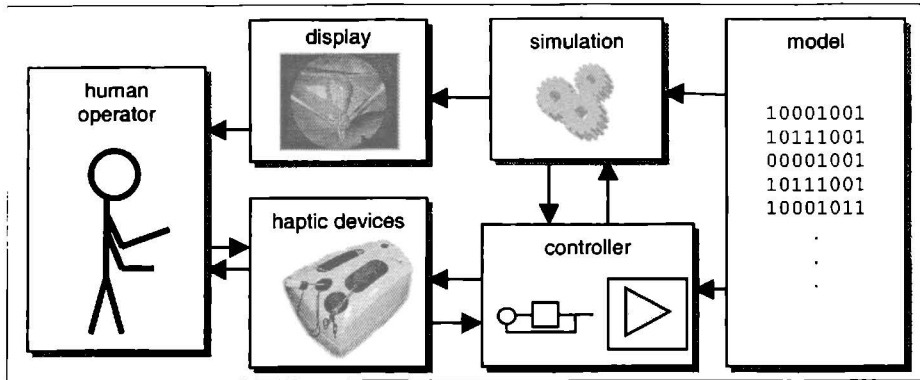 display
simulation
model
human
operator
10001001
10111001
00001001
10111001
10001011
.
.
haptic devices
controller